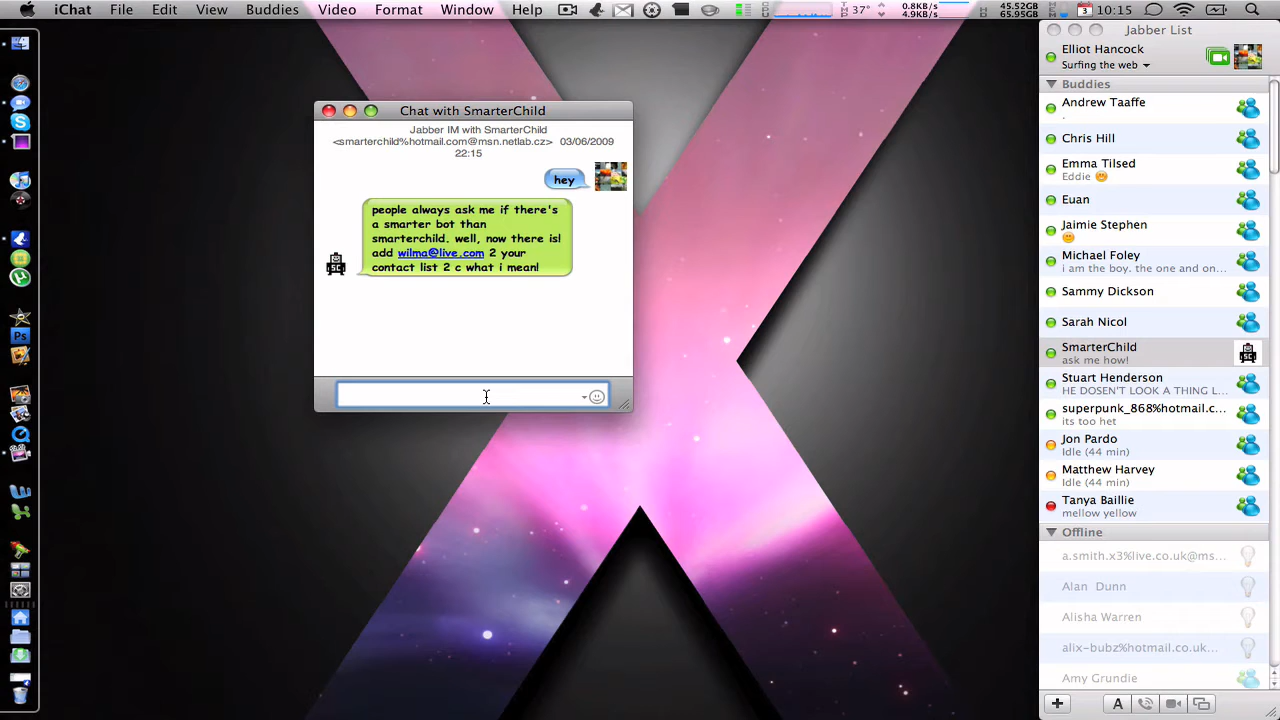 iChat File Edit View Buddies Video Format Window Help 37° 0.8KB/s 4.9KB/s 45.52GB 65.95GB 3 10:15
Chat with SmarterChild
Jabber IM with SmarterChild
<smarterchild%hotmail.com@msn.netlab.cz> 03/06/2009
22:15
hey
people always ask me if there's
a smarter bot than
smarterchild. well, now there is!
add wilma@live.com 2 your
contact list 2 c what i mean!
SC
Jabber List
Elliot Hancock
Surfing the web
Buddies
Andrew Taaffe
.
Chris Hill
Emma Tilsed
Eddie
Euan
Jaimie Stephen
Michael Foley
i am the boy. the one and on...
Sammy Dickson
Sarah Nicol
SmarterChild
ask me how!
Stuart Henderson
HE DOSEN'T LOOK A THING L...
superpunk_868%hotmail.c...
its too het
Jon Pardo
Idle (44 min)
Matthew Harvey
Idle (44 min)
Tanya Baillie
mellow yellow
Offline
a.smith.x3%live.co.uk@ms...
Alan Dunn
Alisha Warren
alix-bubz%hotmail.co.uk...
Amy Grundie
A
Ps